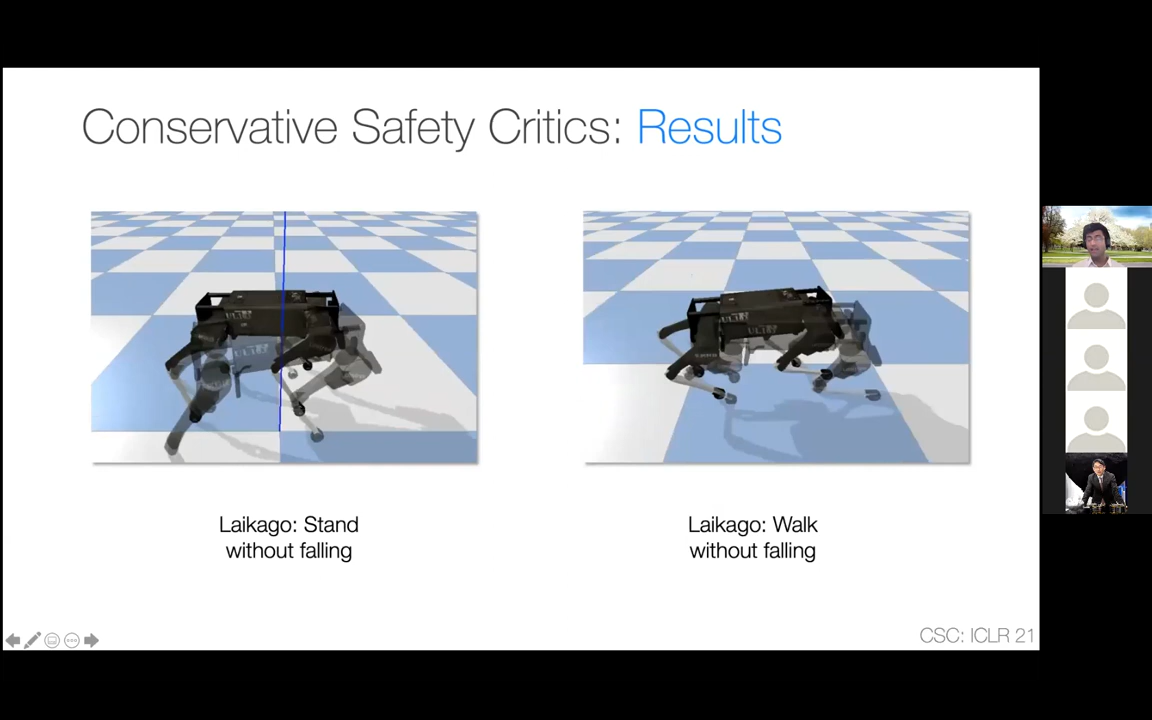 Conservative Safety Critics: Results
Laikago: Stand
without falling
Laikago: Walk
without falling
CSC: ICLR 21